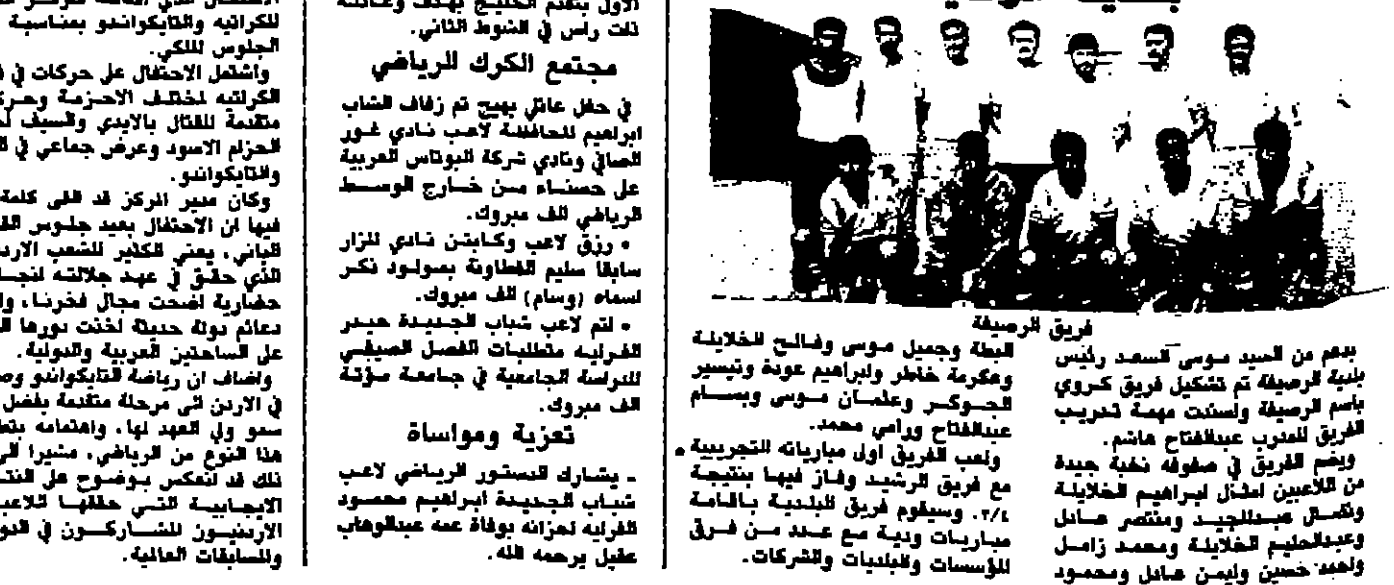 فريق الرصيفة
بدعم من السيد موسى السعد رئيس
بلدية الرصيفة تم تشكيل فريق كروي
باسم الرصيفة واسندت مهمة تدريب
الفريق للمدرب عبدالفتاح هاشم.
ويضم الفريق في صفوفه نخبة جيدة
من اللاعبين امثال ابراهيم الخلايلة
ونضال عبدالمجيد ومنتصر عادل
وعبدالحليم الخلايلة ومحمد زامل
واحمد حسين وايمن عادل ومحمود
البطة وجميل موسى وفالح الخلايلة
وعكرمة خاطر وابراهيم عودة وتيسير
الجوكر وعثمان موسى وبسام
عبدالفتاح ورامي محمد.
ولعب الفريق اول مبارياته التجريبية
مع فريق الرشيد وفاز فيها بنتيجة
٣/٤. وسيقوم فريق البلدية باقامة
مباريات ودية مع عدد من فرق
المؤسسات والبلديات والشركات.
الاول بتقدم الخليج بهدف وعادلته
ذات راس في الشوط الثاني.
مجتمع الكرك الرياضي
في حفل عائلي بهيج تم زفاف الشاب
ابراهيم المحافظة لاعب نادي غور
الصافي ونادي شركة البوتاس العربية
على حسناء من خارج الوسط
الرياضي الف مبروك.
• رزق لاعب وكابتن نادي المزار
سابقا سليم القطاونة بمولود ذكر
اسماه (وسام) الف مبروك.
• اتم لاعب شباب الجديدة حيدر
القرالية متطلبات الفصل الصيفي
للدراسة الجامعية في جامعة مؤتة
الف مبروك.
تعزية ومواساة
- يشارك الدستور الرياضي لاعب
شباب الجديدة ابراهيم محمود
القرالية احزانه بوفاة عمه عبدالوهاب
عقيل يرحمه الله.
للكراتيه والتايكواندو بمناسبة
الجلوس الملكي.
واشتمل الاحتفال على حركات في
الكراتيه لمختلف الاحزمة
متقدمة للقتال بالايدي والسيف
الحزام الاسود وعرض جماعي في
والتايكواندو.
وكان مدير المركز قد القى كلمة
فيها ان الاحتفال بعيد جلوس
الباني، يعني الكثير للشعب
الذي حقق في عهد جلالته
حضارية اضحت مجال فخرنا،
دعائم دولة حديثة اخذت دورها
على الساحتين العربية والدولية.
واضاف ان رياضة التايكواندو
في الاردن الى مرحلة متقدمة بفضل
سمو ولي العهد لها، واهتمامه
هذا النوع من الرياضي، مشيرا الى
ذلك قد انعكس بوضوح على
الايجابية التي حققها
الاردنيون المشاركون في
والمسابقات العالمية.